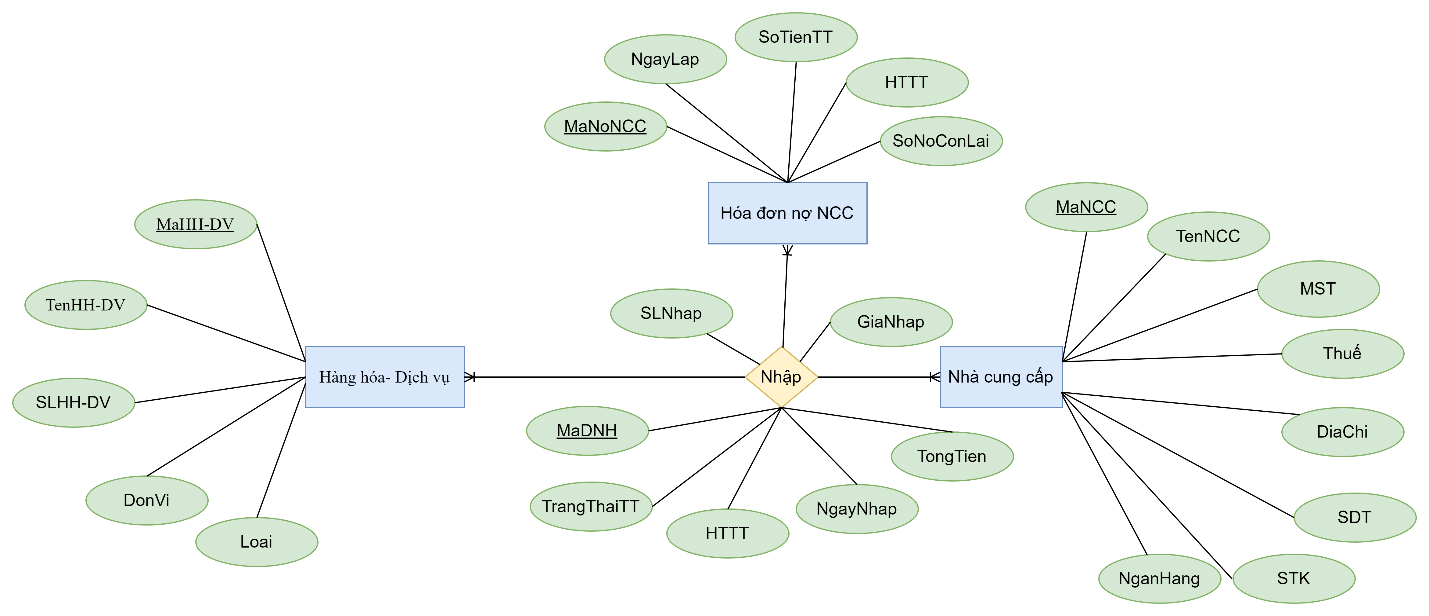 SoTienTT
NgayLap
HTTT
MaNoNCC
SoNoConLai
Hóa đơn nợ NCC
MaHH-DV
MaNCC
TenNCC
TenHH-DV
MST
SLNhap
GiaNhap
Thuế
Hàng hóa- Dịch vụ
Nhập
Nhà cung cấp
SLHH-DV
MaDNH
DiaChi
TongTien
DonVi
TrangThaiTT
NgayNhap
SDT
Loai
HTTT
NganHang
STK